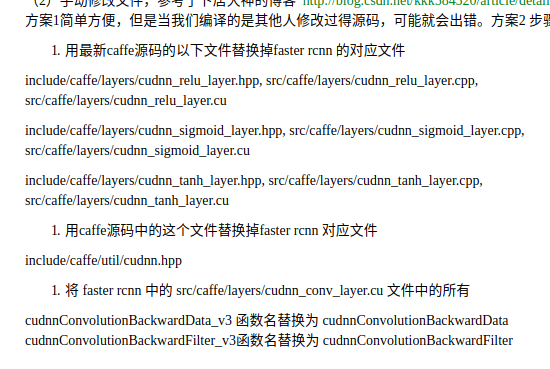 （2）手动修改文件，参考了下居大神的博客 http://blog.csdn.net/kkk584520/article/detail
方案1简单方便，但是当我们编译的是其他人修改过得源码，可能就会出错。方案2 步骤
1. 用最新caffe源码的以下文件替换掉faster rcnn 的对应文件
include/caffe/layers/cudnn_relu_layer.hpp, src/caffe/layers/cudnn_relu_layer.cpp,
src/caffe/layers/cudnn_relu_layer.cu
include/caffe/layers/cudnn_sigmoid_layer.hpp, src/caffe/layers/cudnn_sigmoid_layer.cpp,
src/caffe/layers/cudnn_sigmoid_layer.cu
include/caffe/layers/cudnn_tanh_layer.hpp, src/caffe/layers/cudnn_tanh_layer.cpp,
src/caffe/layers/cudnn_tanh_layer.cu
1. 用caffe源码中的这个文件替换掉faster rcnn 对应文件
include/caffe/util/cudnn.hpp
1. 将 faster rcnn 中的 src/caffe/layers/cudnn_conv_layer.cu 文件中的所有
cudnnConvolutionBackwardData_v3 函数名替换为 cudnnConvolutionBackwardData
cudnnConvolutionBackwardFilter_v3函数名替换为 cudnnConvolutionBackwardFilter